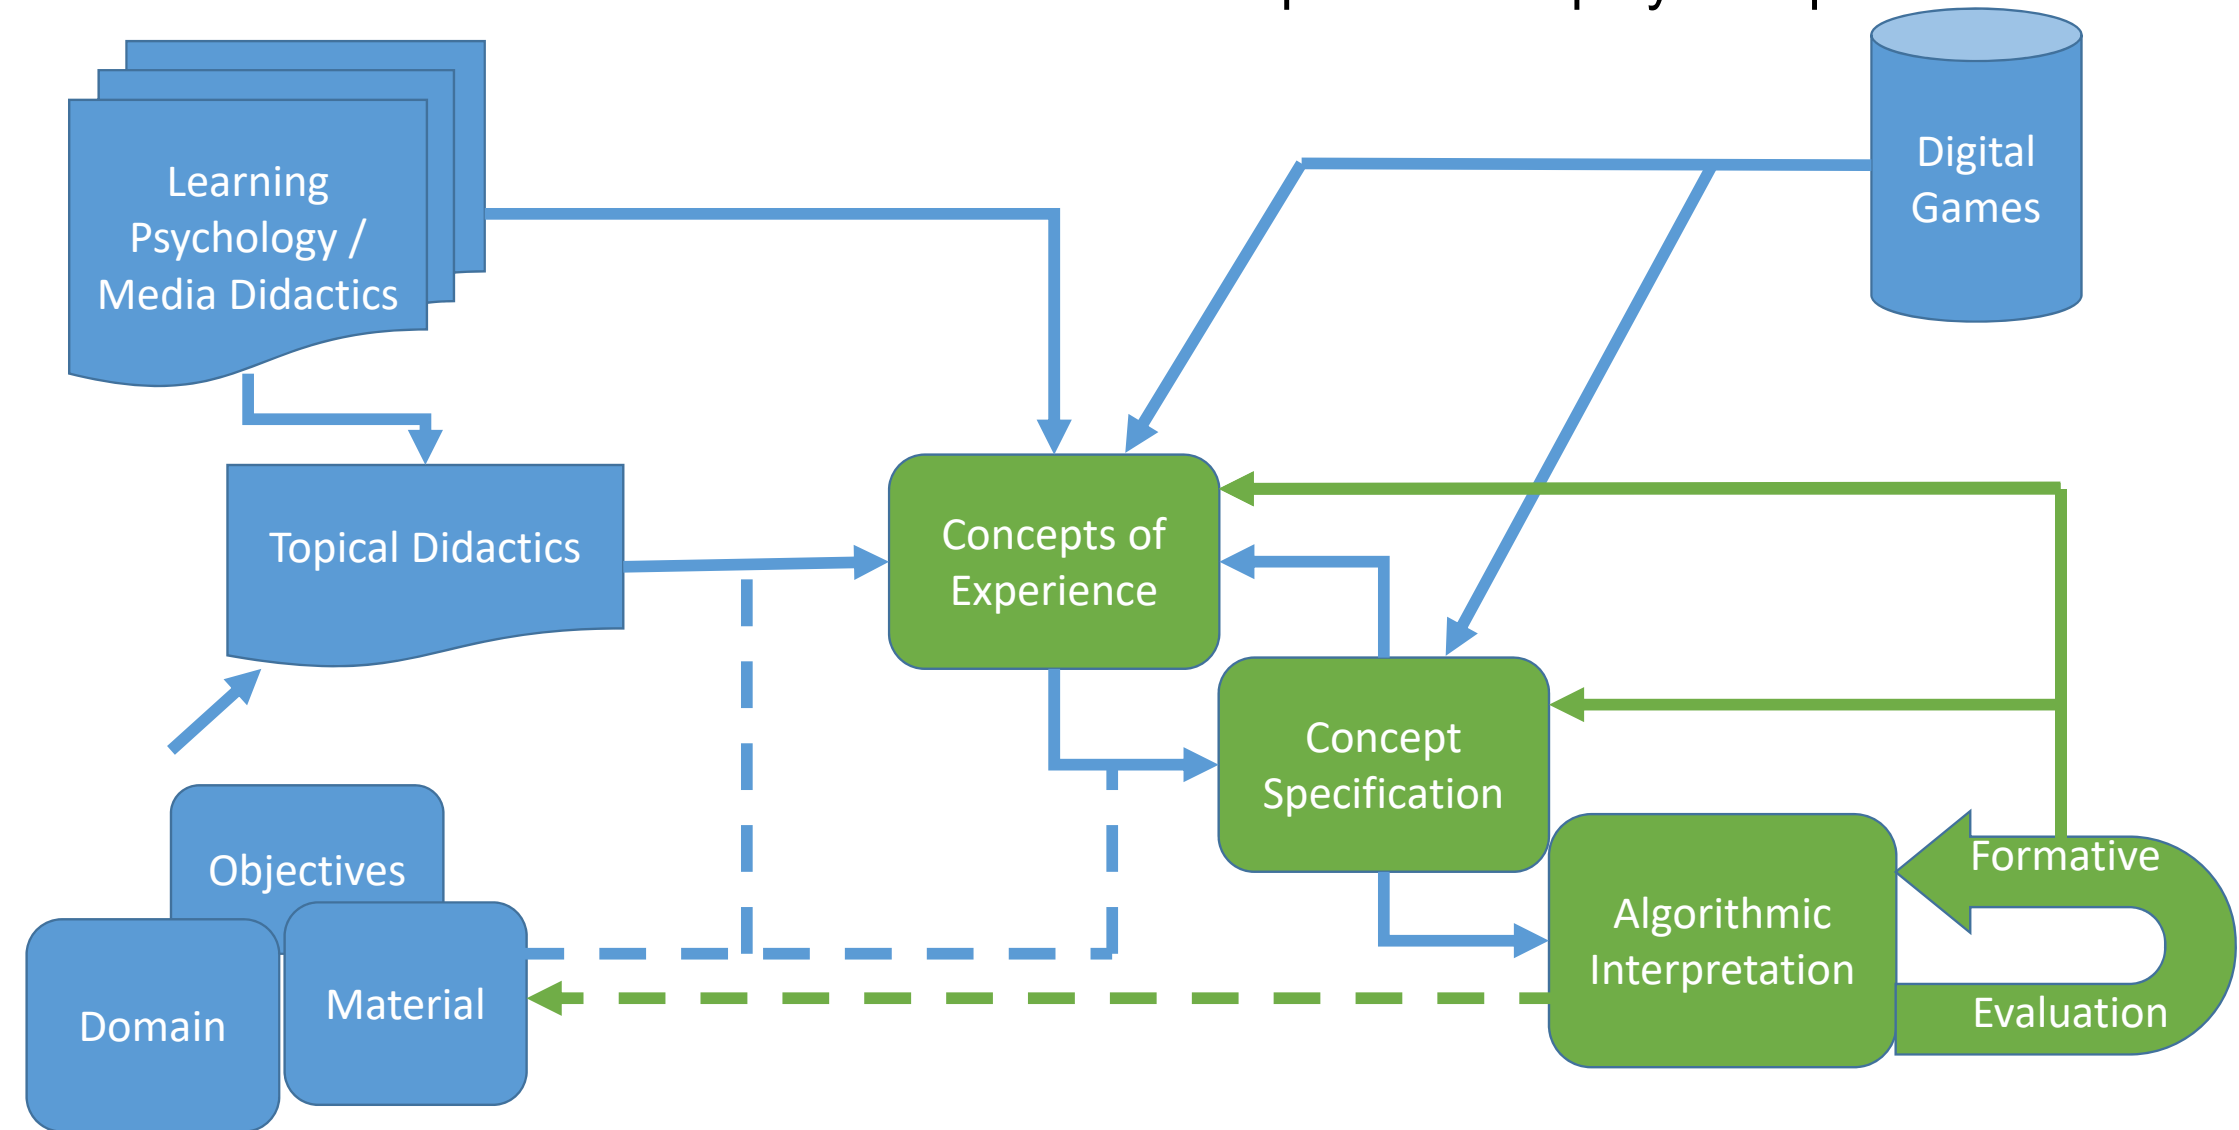 Learning
Psychology /
Media Didactics
Digital
Games
Topical Didactics
Concepts of
Experience
Concept
Specification
Objectives
Domain
Material
Algorithmic
Interpretation
Formative
Evaluation